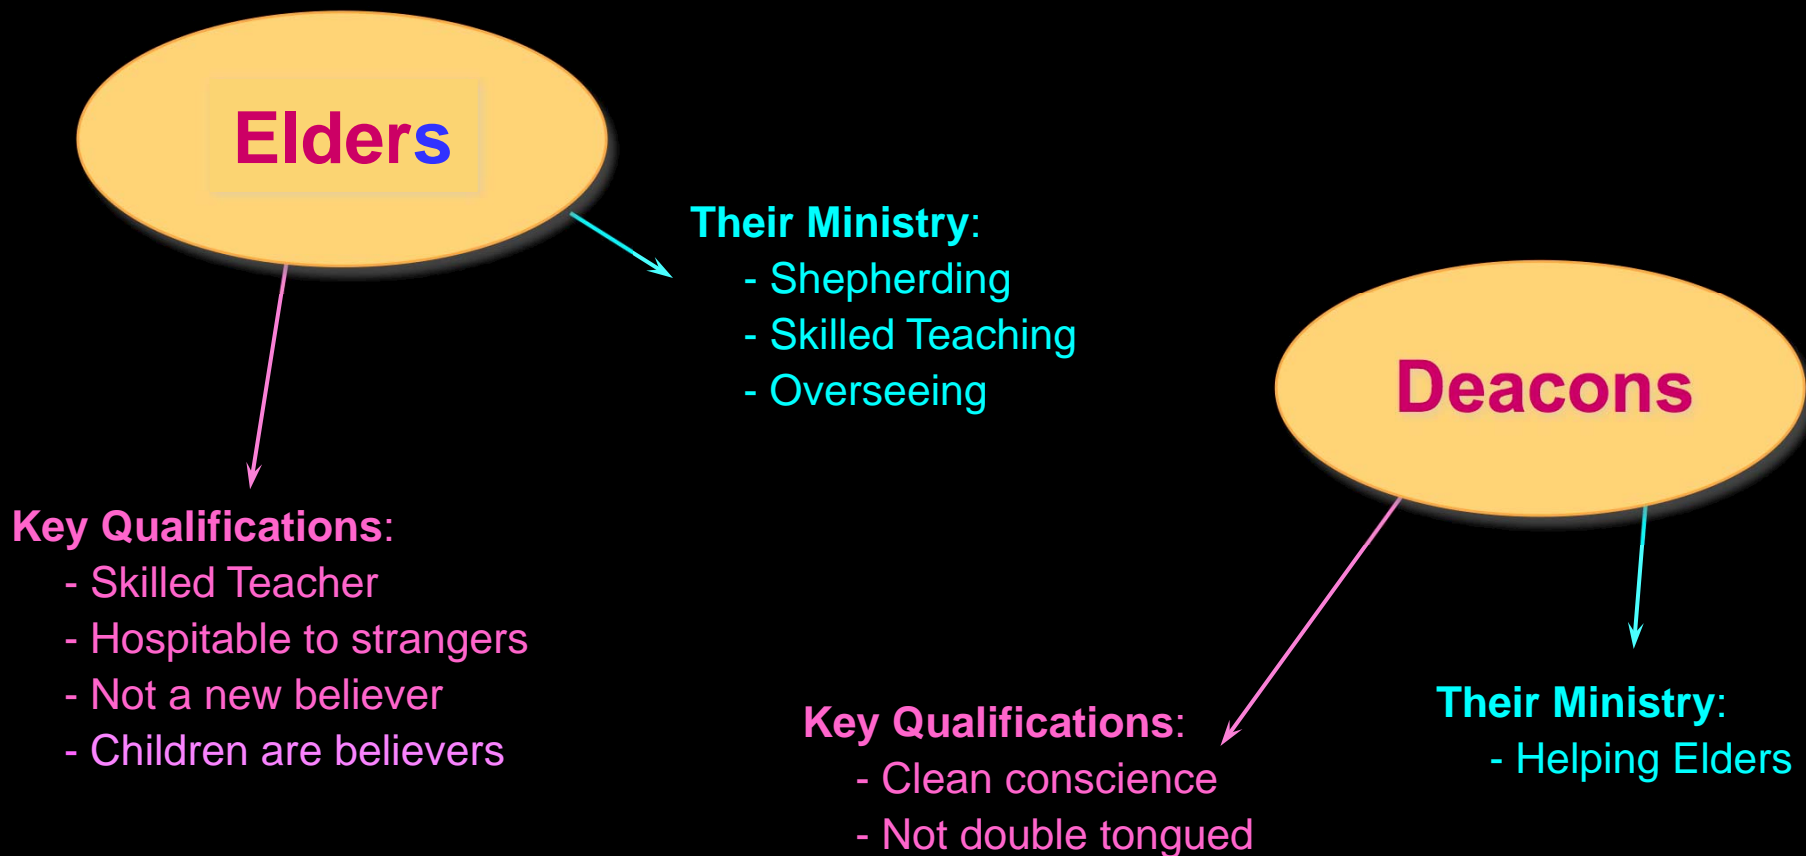 Elders
Their Ministry:
- Shepherding
- Skilled Teaching
- Overseeing
Key Qualifications:
- Skilled Teacher
- Hospitable to strangers
- Not a new believer
- Children are believers
Deacons
Key Qualifications:
- Clean conscience
- Not double tongued
Their Ministry:
- Helping Elders